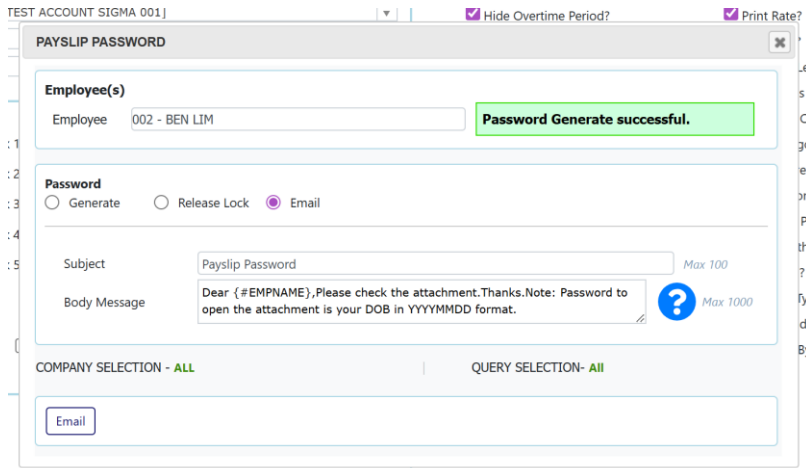 TEST ACCOUNT SIGMA 001]
Hide Overtime Period?
Print Rate?
PAYSLIP PASSWORD
Employee(s)
Employee
002 - BEN LIM
Password Generate successful.
Password
Generate
Release Lock
Email
Subject
Payslip Password
Max 100
Body Message
Dear {#EMPNAME},Please check the attachment.Thanks.Note: Password to
open the attachment is your DOB in YYYYMMDD format.
?
Max 1000
COMPANY SELECTION - ALL
|
QUERY SELECTION- All
Email